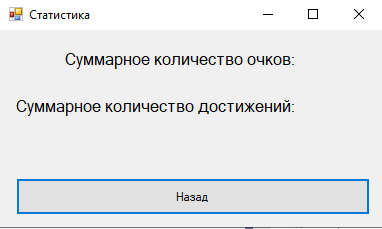 Статистика
Суммарное количество очков:
Суммарное количество достижений:
Назад